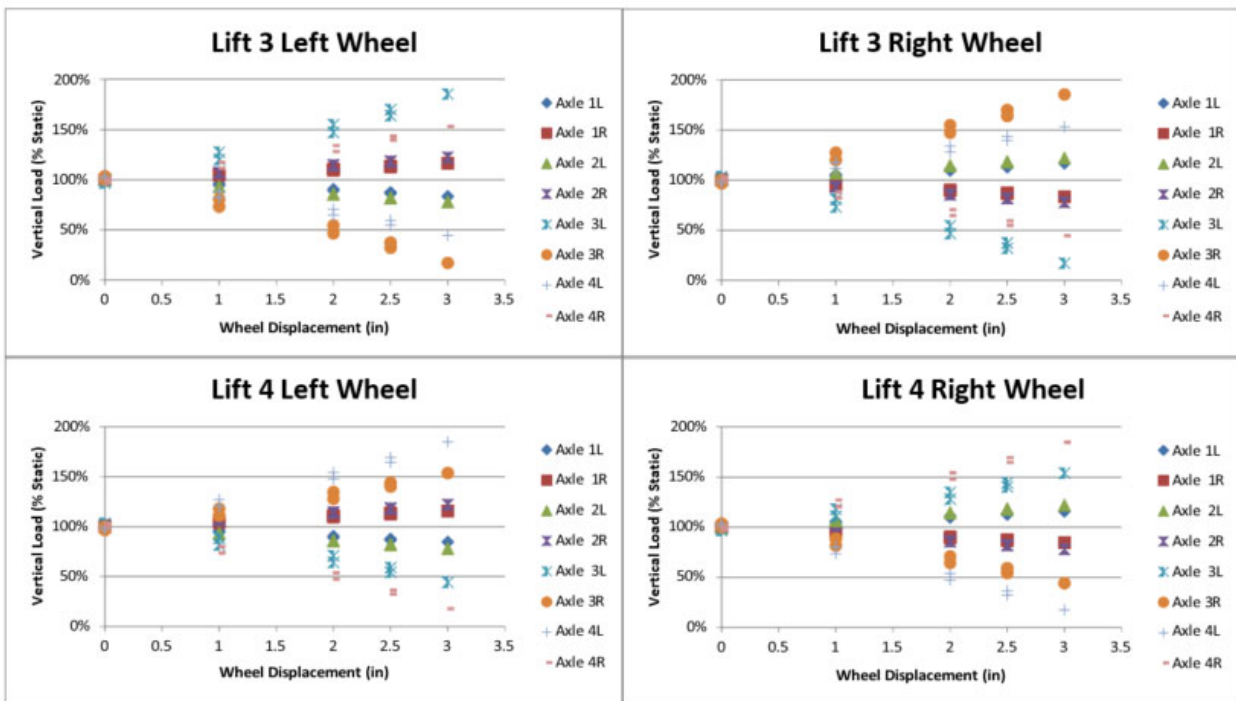 Lift 3 Left Wheel
Vertical Load (% Static)
200%
150%
100%
50%
0%
0 0.5 1 1.5 2 2.5 3 3.5
Wheel Displacement (in)
Axle 1L
Axle 1R
Axle 2L
Axle 2R
Axle 3L
Axle 3R
Axle 4L
Axle 4R
Lift 3 Right Wheel
Vertical Load (% Static)
200%
150%
100%
50%
0%
0 0.5 1 1.5 2 2.5 3 3.5
Wheel Displacement (in)
Axle 1L
Axle 1R
Axle 2L
Axle 2R
Axle 3L
Axle 3R
Axle 4L
Axle 4R
Lift 4 Left Wheel
Vertical Load (% Static)
200%
150%
100%
50%
0%
0 0.5 1 1.5 2 2.5 3 3.5
Wheel Displacement (in)
Axle 1L
Axle 1R
Axle 2L
Axle 2R
Axle 3L
Axle 3R
Axle 4L
Axle 4R
Lift 4 Right Wheel
Vertical Load (% Static)
200%
150%
100%
50%
0%
0 0.5 1 1.5 2 2.5 3 3.5
Wheel Displacement (in)
Axle 1L
Axle 1R
Axle 2L
Axle 2R
Axle 3L
Axle 3R
Axle 4L
Axle 4R